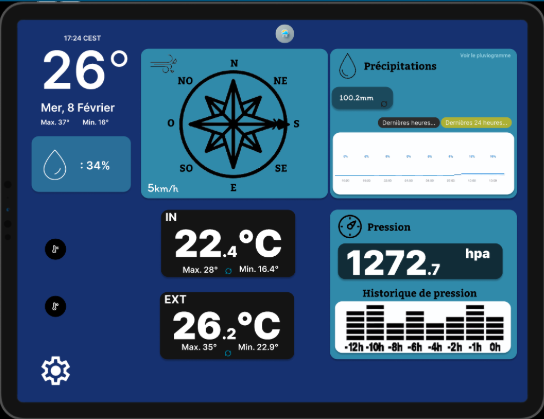 17:24 CEST
26°
Mer, 8 Février
Max. 37° Min. 16°
: 34%
N
NO NE
O S
SO SE
E
5km/h
Voir le pluviogramme
Précipitations
100.2mm
Dernières heures... Dernières 24 heures...
IN
22.4°C
Max. 28° Min. 16.4°
EXT
26.2°C
Max. 35° Min. 22.9°
Pression
1272.7 hpa
Historique de pression
-12h -10h -8h -6h -4h -2h -1h 0h